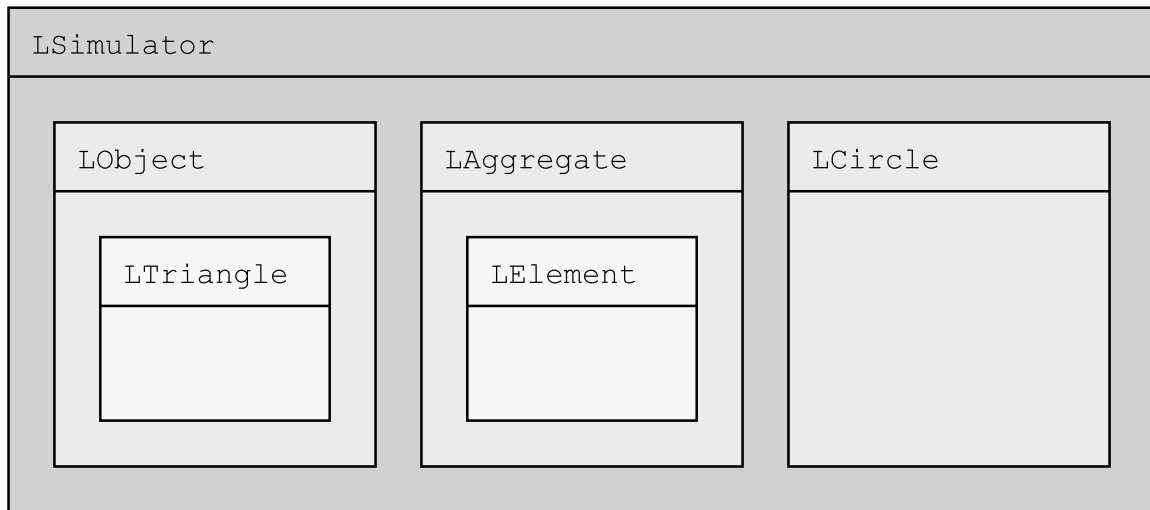 LSimulator
LObject
LAggregate
LCircle
LTriangle
LElement